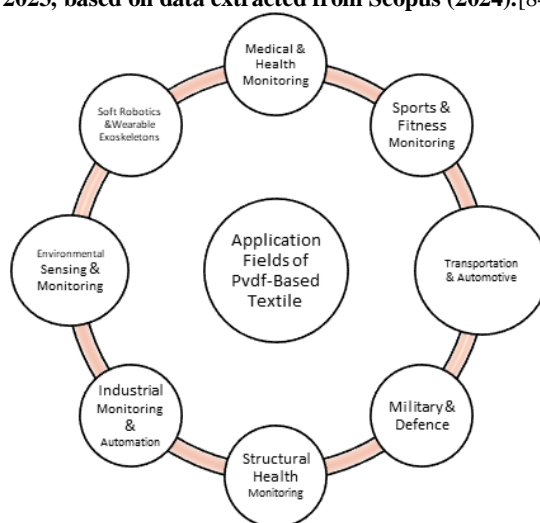 2025, based on data extracted from Scopus (2024).[84
Medical &
Health
Monitoring
Sports &
Fitness
Monitoring
Transportation
& Automotive
Military &
Defence
Structural
Health
Monitoring
Industrial
Monitoring
&
Automation
Environmental
Sensing &
Monitoring
Soft Robotics
&Wearable
Exoskeletons
Application
Fields of
Pvdf-Based
Textile